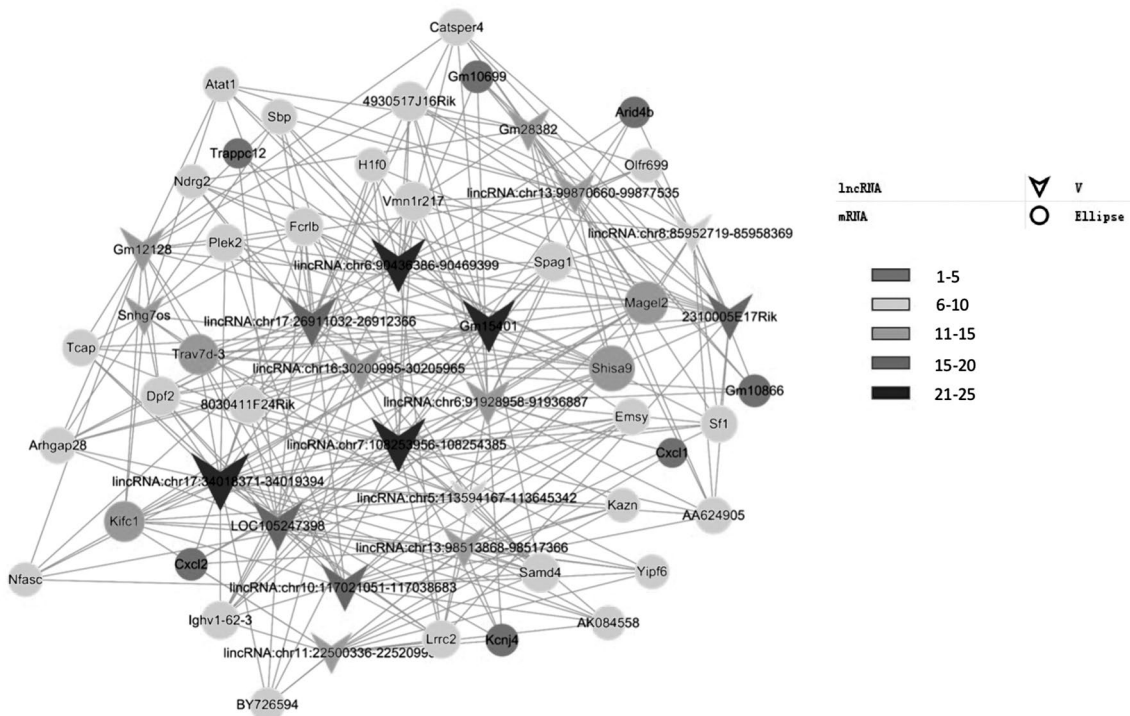 Catsper4
Gm10699
Atat1
4930517J16Rik
Arid4b
Sbp
Gm28382
Trappc12
H1f0
Olfr699
Ndrg2
lincRNA:chr13:99870660-99877535
Vmn1r217
Fcrlb
lincRNA:chr8:85952719-85958369
Plek2
Gm12128
lincRNA:chr6:90436386-90469399
Spag1
Magel2
Snhg7os
lincRNA:chr17:26911032-26912366
2310005E17Rik
Gm15401
Tcap
Trav7d-3
lincRNA:chr16:30200995-30205965
Shisa9
Gm10866
Dpf2
8030411F24Rik
lincRNA:chr6:91928958-91936887
Emsy
Sf1
Arhgap28
lincRNA:chr7:108253956-108254385
Cxcl1
lincRNA:chr17:34018371-34019394
lincRNA:chr5:113594167-113645342
Kazn
AA624905
Kifc1
LOC105247398
lincRNA:chr13:98513868-98517366
Cxcl2
Nfasc
Samd4
Yipf6
lincRNA:chr10:117021051-117038683
Ighv1-62-3
AK084558
Lrrc2
Kcnj4
lincRNA:chr11:22500336-2252099
BY726594
lncRNA V
mRNA Ellipse
1-5
6-10
11-15
15-20
21-25